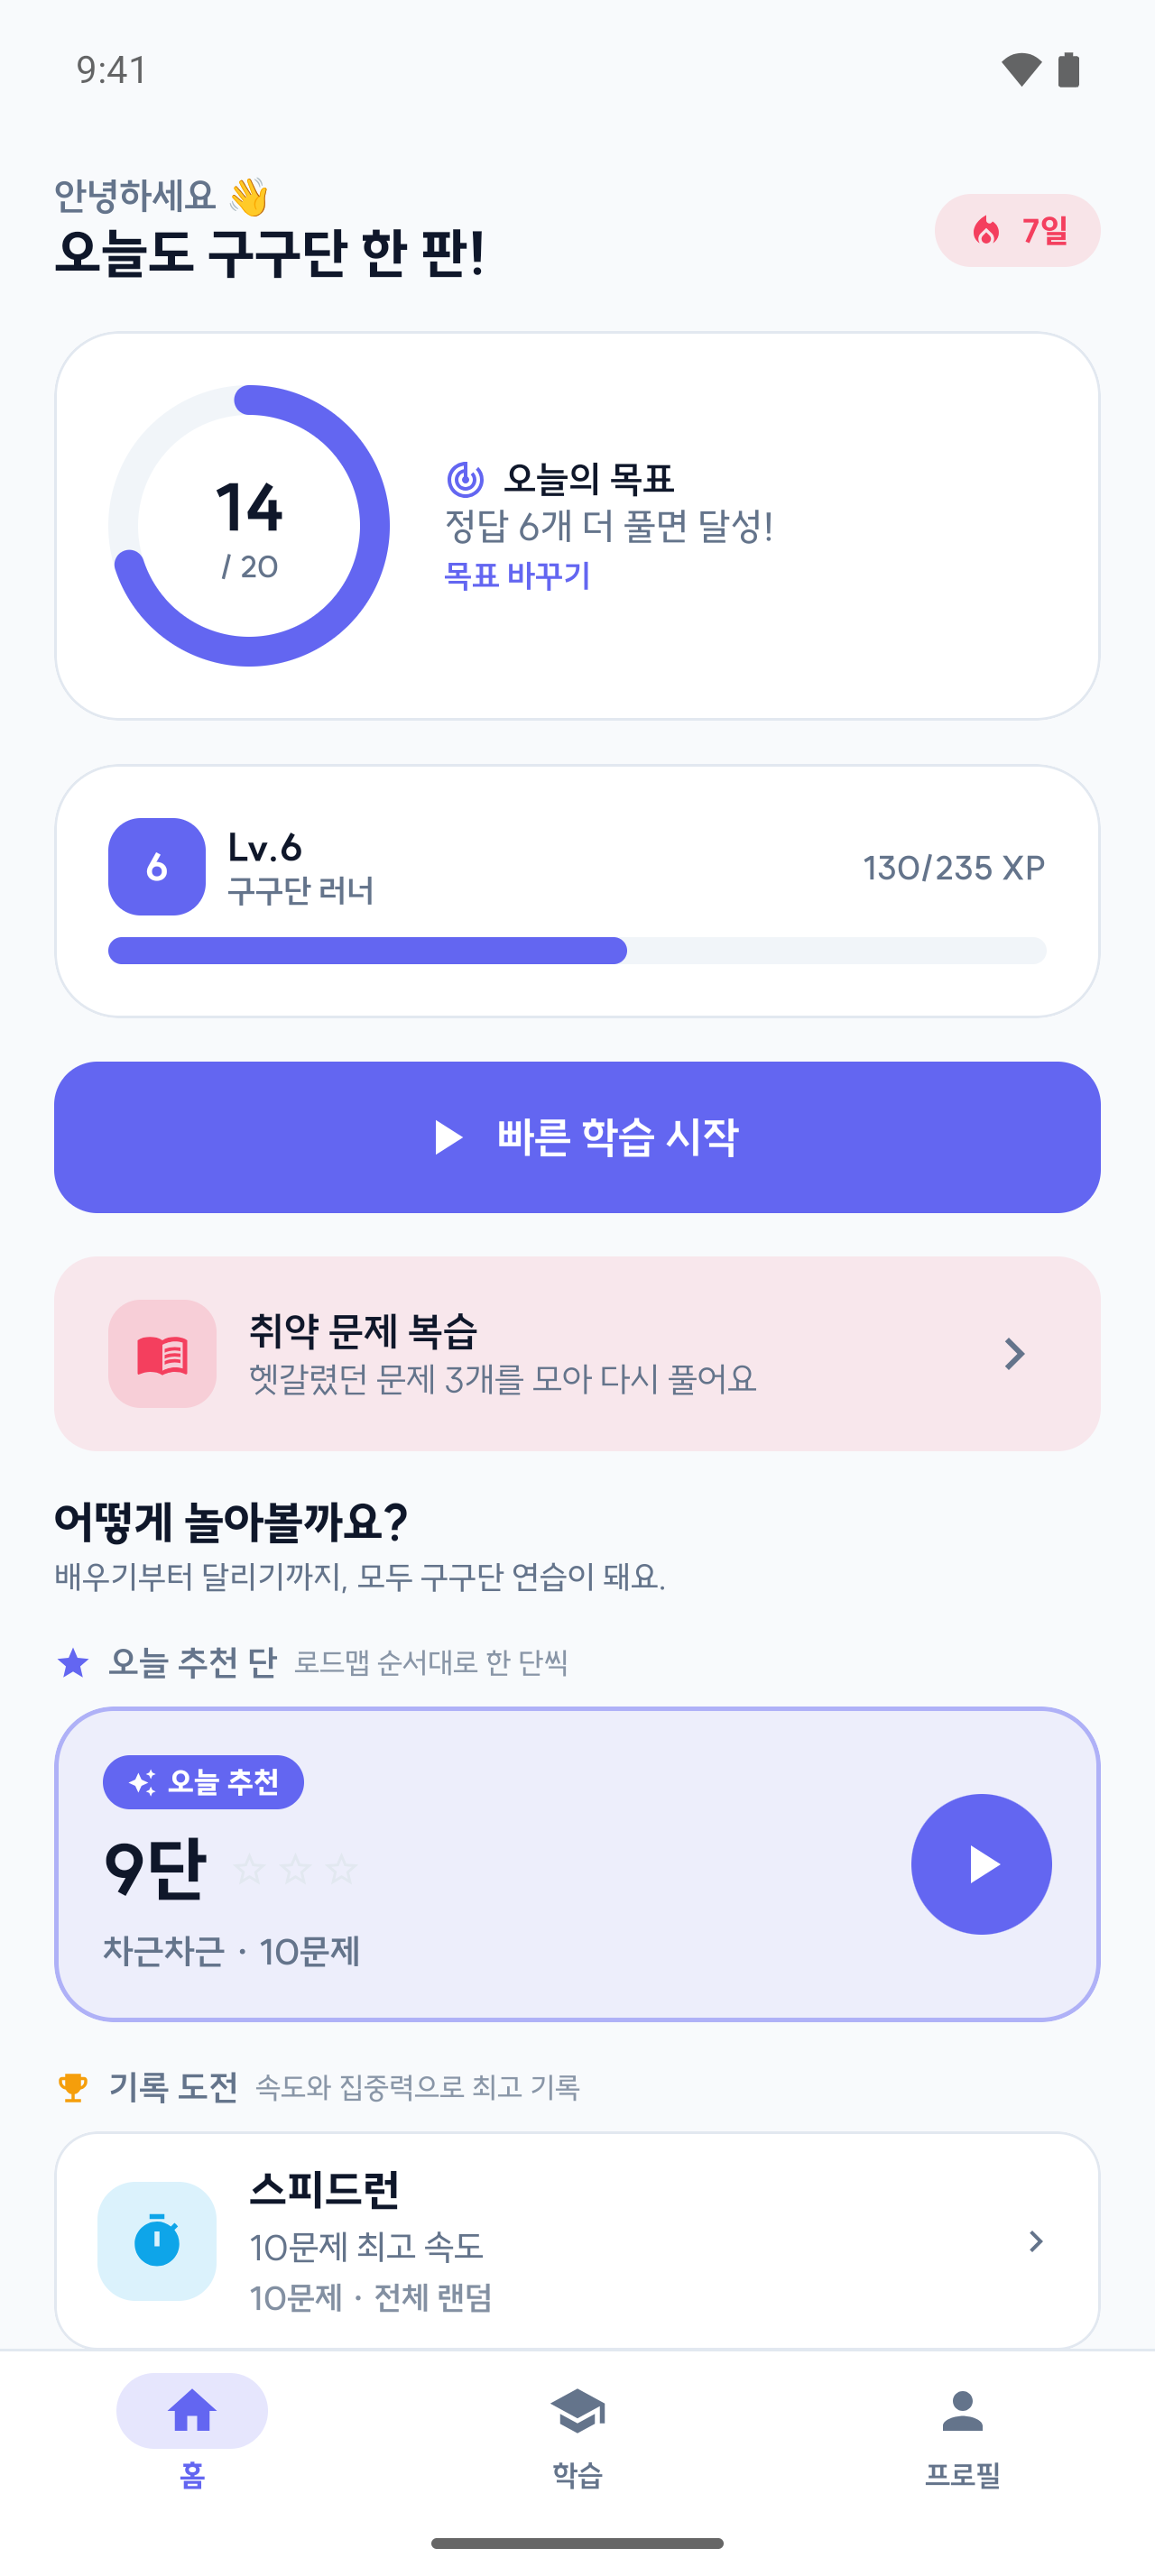 9:41
안녕하세요 👋
오늘도 구구단 한 판!
7일
14
/ 20
오늘의 목표
정답 6개 더 풀면 달성!
목표 바꾸기
6
Lv.6
구구단 러너
130/235 XP
빠른 학습 시작
취약 문제 복습
헷갈렸던 문제 3개를 모아 다시 풀어요
어떻게 놀아볼까요?
배우기부터 달리기까지, 모두 구구단 연습이 돼요.
오늘 추천 단 로드맵 순서대로 한 단씩
오늘 추천
9단
차근차근 · 10문제
기록 도전 속도와 집중력으로 최고 기록
스피드런
10문제 최고 속도
10문제 · 전체 랜덤
홈
학습
프로필